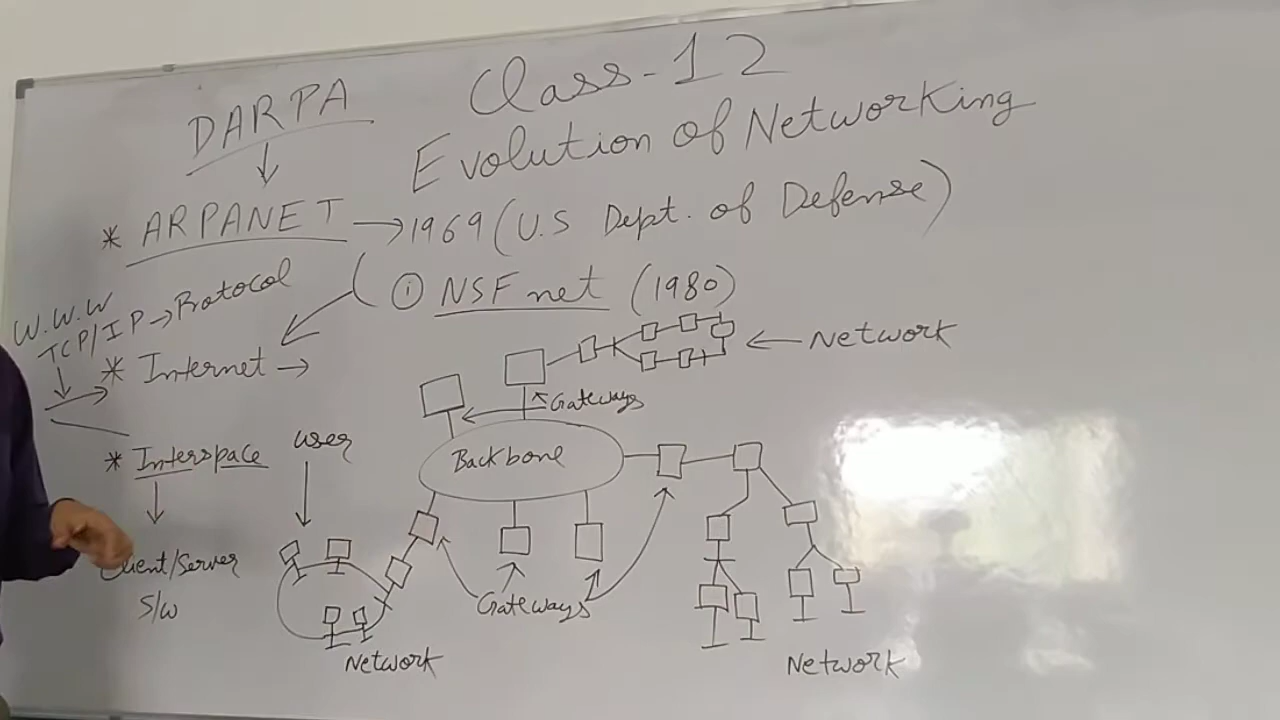 Class-12
DARPA
Evolution of Networking
* ARPANET → 1969 (U.S Dept. of Defense)
① NSF net (1980)
W.W.W
TCP/IP → Protocol
* Internet →
← Network
Gateways
* Interspace
User
Backbone
Client/Server
S/W
Gateways
Network
Network